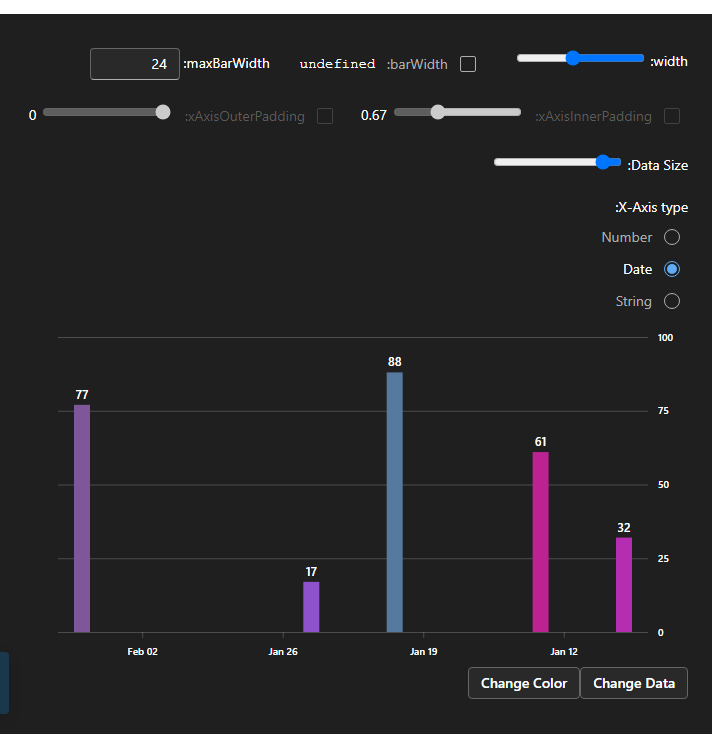 :width
:barWidth undefined
:maxBarWidth 24
:xAxisInnerPadding 0.67
:xAxisOuterPadding 0
:Data Size
:X-Axis type
Number
Date
String
100
77 88
75
61
50
17 32
25
0
Feb 02 Jan 26 Jan 19 Jan 12
Change Color Change Data